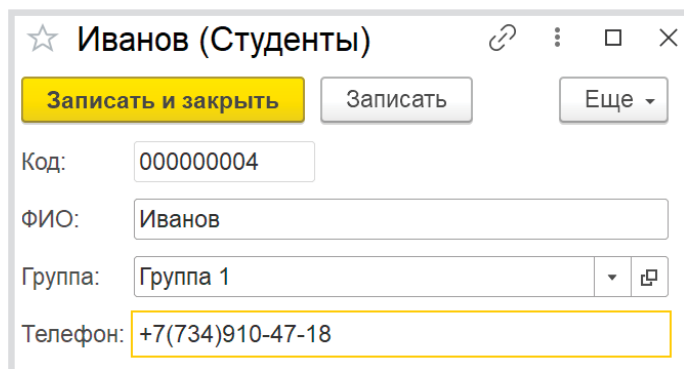 Иванов (Студенты)
Записать и закрыть Записать Еще
Код: 000000004
ФИО: Иванов
Группа: Группа 1
Телефон: +7(734)910-47-18